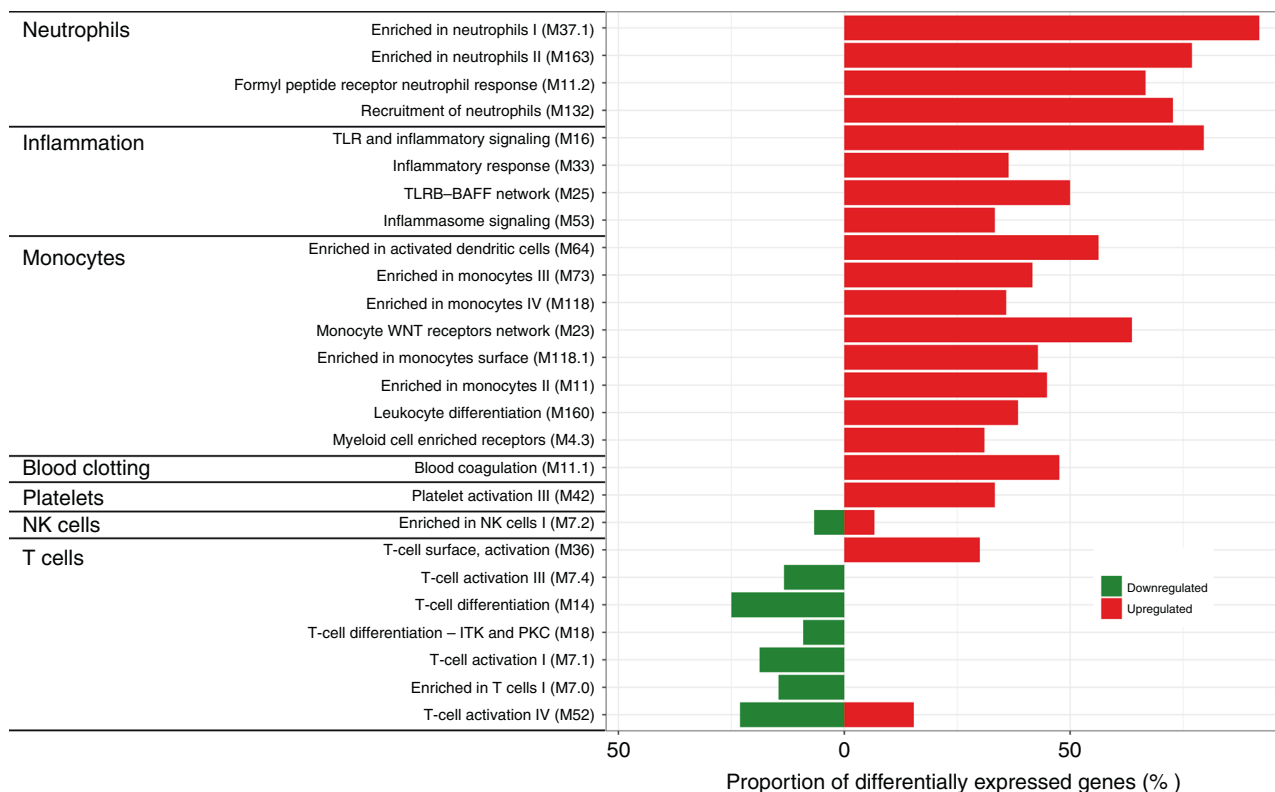 Neutrophils
Enriched in neutrophils I (M37.1)
Enriched in neutrophils II (M163)
Formyl peptide receptor neutrophil response (M11.2)
Recruitment of neutrophils (M132)
Inflammation
TLR and inflammatory signaling (M16)
Inflammatory response (M33)
TLRB–BAFF network (M25)
Inflammasome signaling (M53)
Monocytes
Enriched in activated dendritic cells (M64)
Enriched in monocytes III (M73)
Enriched in monocytes IV (M118)
Monocyte WNT receptors network (M23)
Enriched in monocytes surface (M118.1)
Enriched in monocytes II (M11)
Leukocyte differentiation (M160)
Myeloid cell enriched receptors (M4.3)
Blood clotting
Blood coagulation (M11.1)
Platelets
Platelet activation III (M42)
NK cells
Enriched in NK cells I (M7.2)
T cells
T-cell surface, activation (M36)
T-cell activation III (M7.4)
T-cell differentiation (M14)
T-cell differentiation – ITK and PKC (M18)
T-cell activation I (M7.1)
Enriched in T cells I (M7.0)
T-cell activation IV (M52)
Downregulated
Upregulated
50 0 50
Proportion of differentially expressed genes (% )